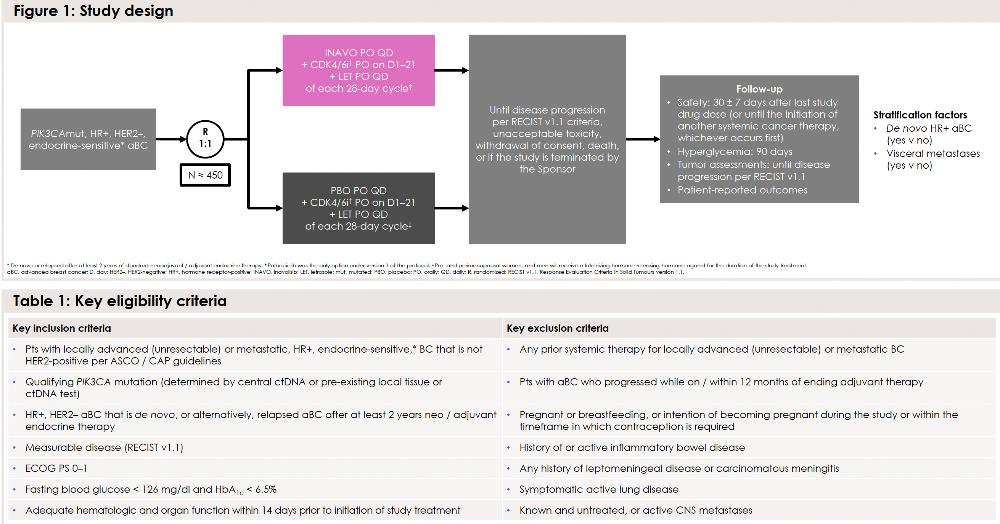 Figure 1: Study design
PIK3CAmut, HR+, HER2–,
endocrine-sensitive* aBC
R
1:1
N ≈ 450
INAVO PO QD
+ CDK4/6i† PO on D1–21
+ LET PO QD
of each 28-day cycle‡
PBO PO QD
+ CDK4/6i† PO on D1–21
+ LET PO QD
of each 28-day cycle‡
Until disease progression
per RECIST v1.1 criteria,
unacceptable toxicity,
withdrawal of consent, death,
or if the study is terminated by
the Sponsor
Follow-up
• Safety: 30 ± 7 days after last study
drug dose (or until the initiation of
another systemic cancer therapy,
whichever occurs first)
• Hyperglycemia: 90 days
• Tumor assessments: until disease
progression per RECIST v1.1
• Patient-reported outcomes
Stratification factors
• De novo HR+ aBC
(yes v no)
• Visceral metastases
(yes v no)
* De novo or relapsed after at least 2 years of standard neoadjuvant / adjuvant endocrine therapy. † Palbociclib was the only option under version 1 of the protocol. ‡ Pre- and perimenopausal women, and men will receive a luteinizing hormone-releasing hormone agonist for the duration of the study treatment.
aBC, advanced breast cancer; D, day; HER2–, HER2-negative; HR+, hormone receptor-positive; INAVO, inavolisib; LET, letrozole; mut, mutated; PBO, placebo; PO, orally; QD, daily; R, randomized; RECIST v1.1, Response Evaluation Criteria in Solid Tumours version 1.1.
Table 1: Key eligibility criteria
Key inclusion criteria
Key exclusion criteria
• Pts with locally advanced (unresectable) or metastatic, HR+, endocrine-sensitive,* BC that is not
HER2-positive per ASCO / CAP guidelines
• Any prior systemic therapy for locally advanced (unresectable) or metastatic BC
• Qualifying PIK3CA mutation (determined by central ctDNA or pre-existing local tissue or
ctDNA test)
• Pts with aBC who progressed while on / within 12 months of ending adjuvant therapy
• HR+, HER2– aBC that is de novo, or alternatively, relapsed aBC after at least 2 years neo / adjuvant
endocrine therapy
• Pregnant or breastfeeding, or intention of becoming pregnant during the study or within the
timeframe in which contraception is required
• Measurable disease (RECIST v1.1)
• History of or active inflammatory bowel disease
• ECOG PS 0–1
• Any history of leptomeningeal disease or carcinomatous meningitis
• Fasting blood glucose < 126 mg/dl and HbA1c < 6.5%
• Symptomatic active lung disease
• Adequate hematologic and organ function within 14 days prior to initiation of study treatment
• Known and untreated, or active CNS metastases